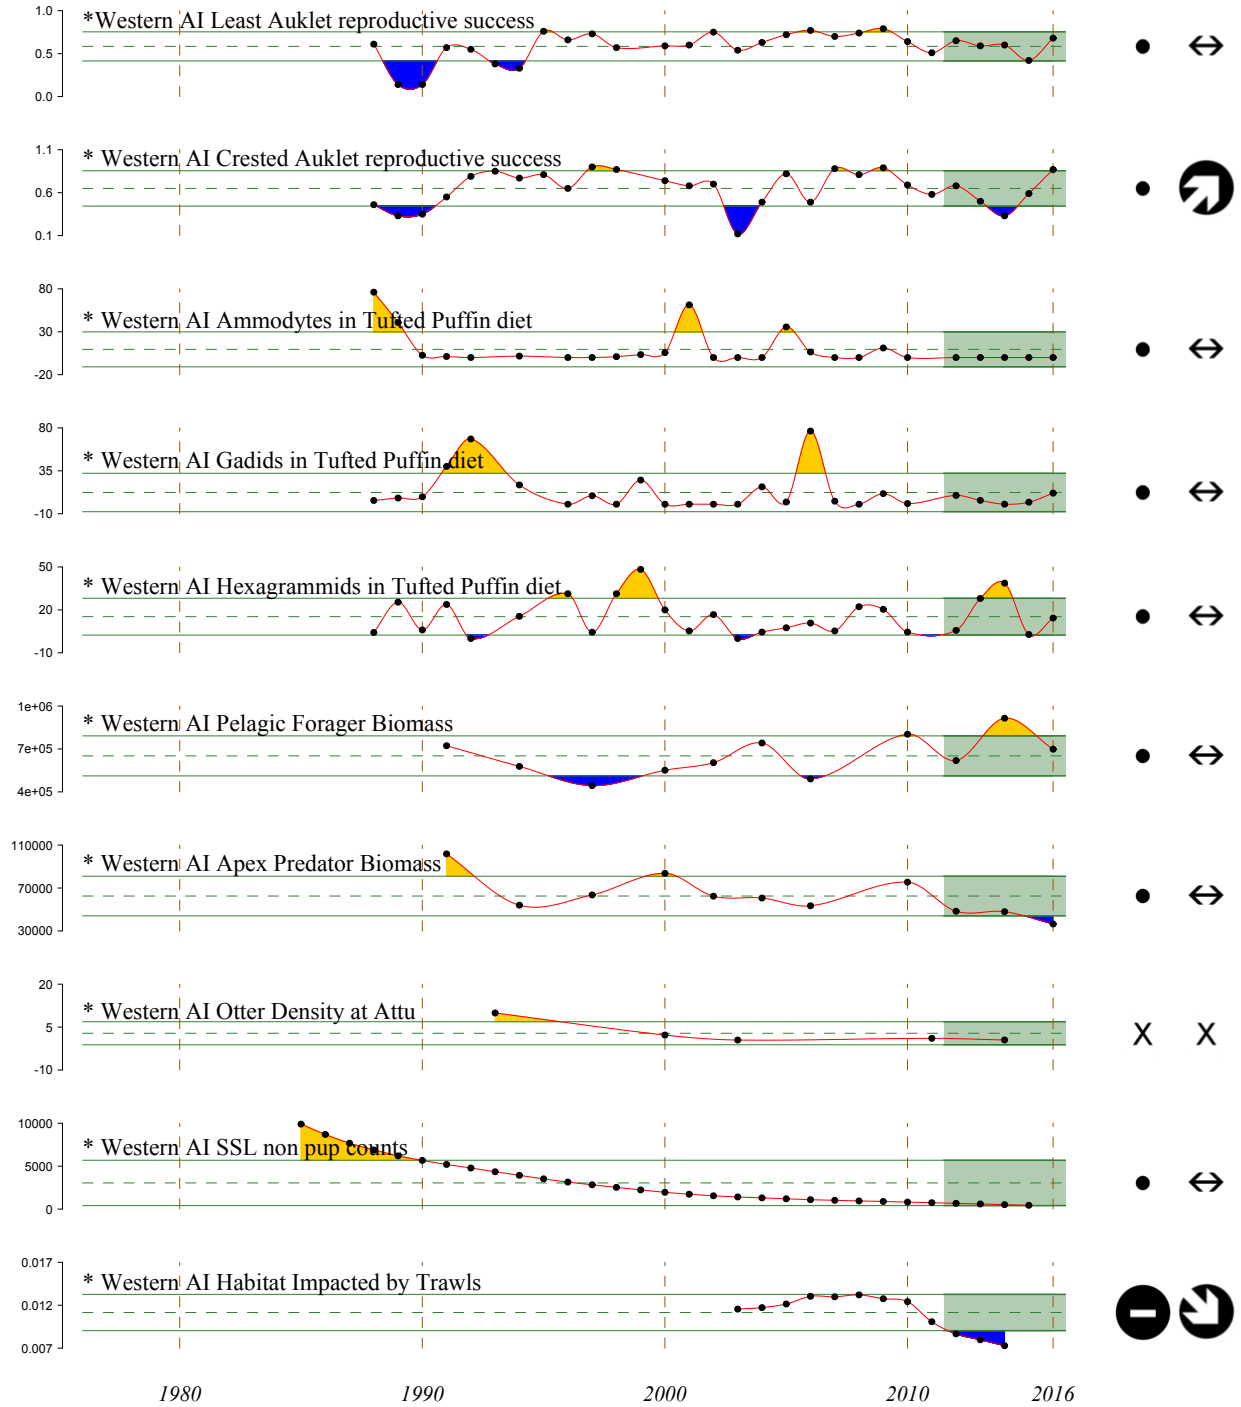 *Western AI Least Auklet reproductive success
1.0
0.5
0.0
* Western AI Crested Auklet reproductive success
1.1
0.6
0.1
* Western AI Ammodytes in Tufted Puffin diet
80
30
-20
* Western AI Gadids in Tufted Puffin diet
80
35
-10
* Western AI Hexagrammids in Tufted Puffin diet
50
20
-10
* Western AI Pelagic Forager Biomass
1e+06
7e+05
4e+05
* Western AI Apex Predator Biomass
110000
70000
30000
* Western AI Otter Density at Attu
20
5
-10
X X
* Western AI SSL non pup counts
10000
5000
0
* Western AI Habitat Impacted by Trawls
0.017
0.012
0.007
1980 1990 2000 2010 2016